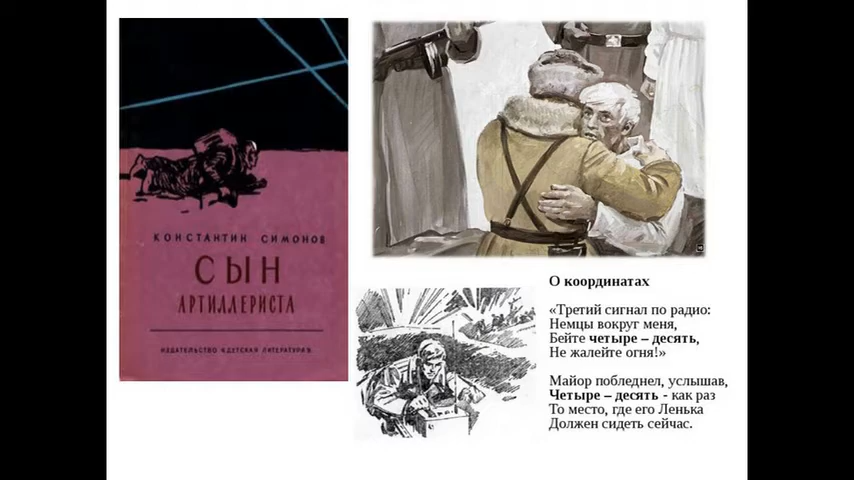 КОНСТАНТИН СИМОНОВ
СЫН
АРТИЛЛЕРИСТА
ИЗДАТЕЛЬСТВО «ДЕТСКАЯ ЛИТЕРАТУРА».
О координатах
«Третий сигнал по радио:
Немцы вокруг меня,
Бейте четыре – десять,
Не жалейте огня!»
Майор побледнел, услышав,
Четыре – десять - как раз
То место, где его Ленька
Должен сидеть сейчас.